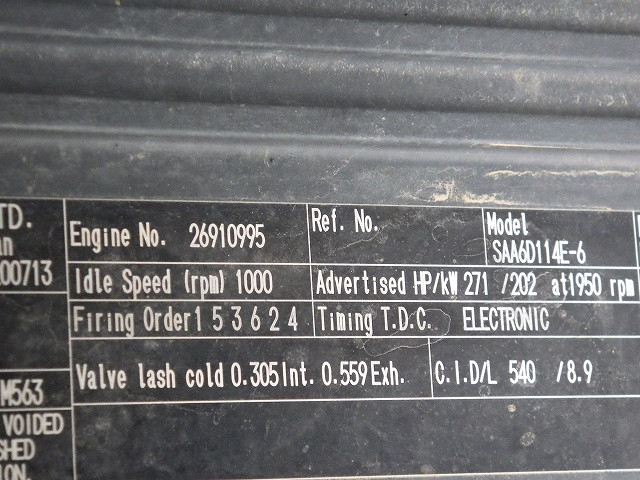 TD.
an
00713
Engine No. 26910995
Ref. No.
Model
SAA6D114E-6
Idle Speed (rpm) 1000
Advertised HP/kW 271 /202 at1950 rpm
Firing Order 1 5 3 6 2 4
Timing T.D.C. ELECTRONIC
Valve lash cold 0.305 Int. 0.559 Exh.
C.I.D/L 540 /8.9
M563
VOIDED
SHED
ION.